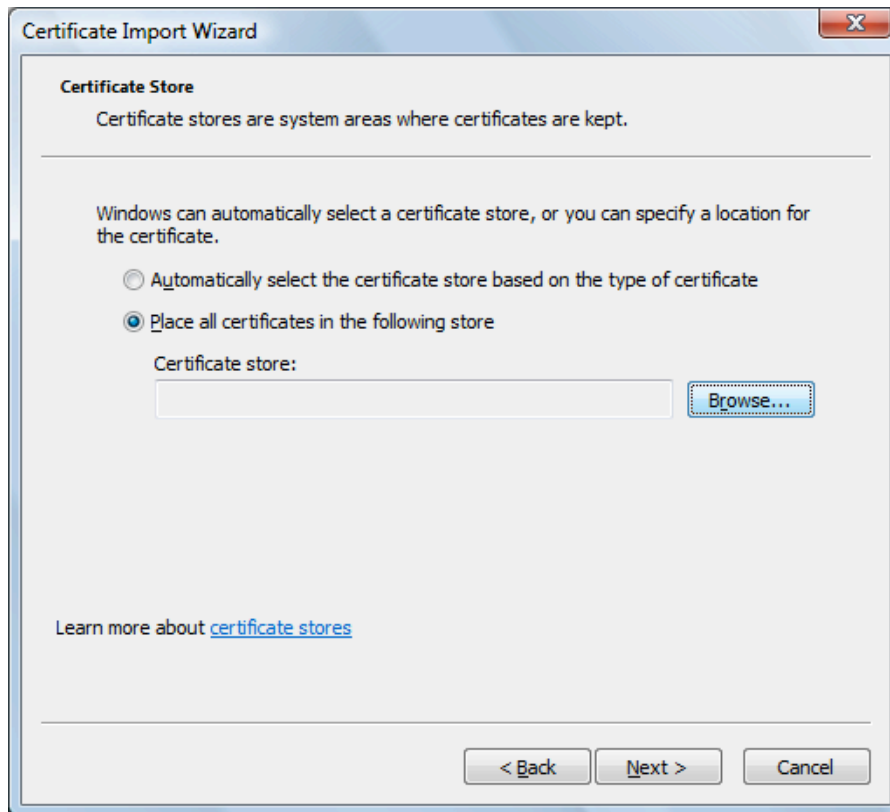 Certificate Import Wizard
Certificate Store
Certificate stores are system areas where certificates are kept.
Windows can automatically select a certificate store, or you can specify a location for
the certificate.
Automatically select the certificate store based on the type of certificate
Place all certificates in the following store
Certificate store:
Browse...
Learn more about certificate stores
< Back
Next >
Cancel